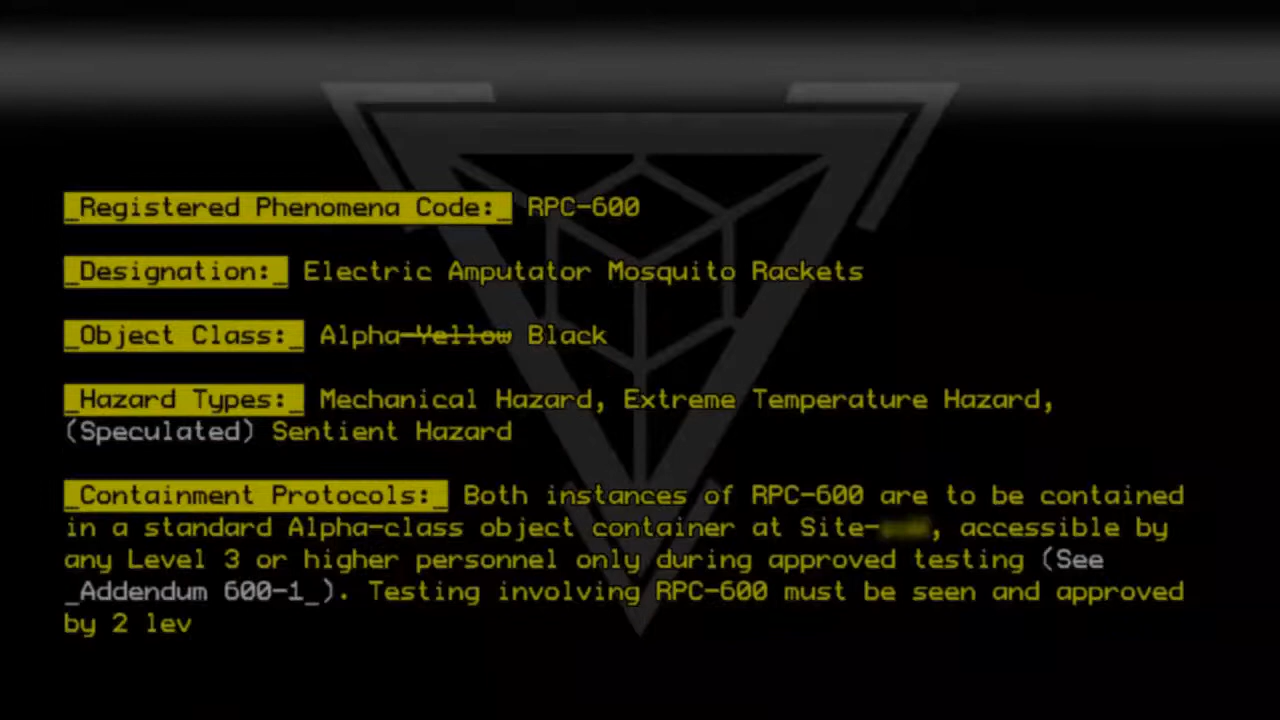 _Registered Phenomena Code:_ RPC-600
_Designation:_ Electric Amputator Mosquito Rackets
_Object Class:_ Alpha-Yellow Black
_Hazard Types:_ Mechanical Hazard, Extreme Temperature Hazard,
(Speculated) Sentient Hazard
_Containment Protocols:_ Both instances of RPC-600 are to be contained
in a standard Alpha-class object container at Site-, accessible by
any Level 3 or higher personnel only during approved testing (See
_Addendum 600-1_). Testing involving RPC-600 must be seen and approved
by 2 lev